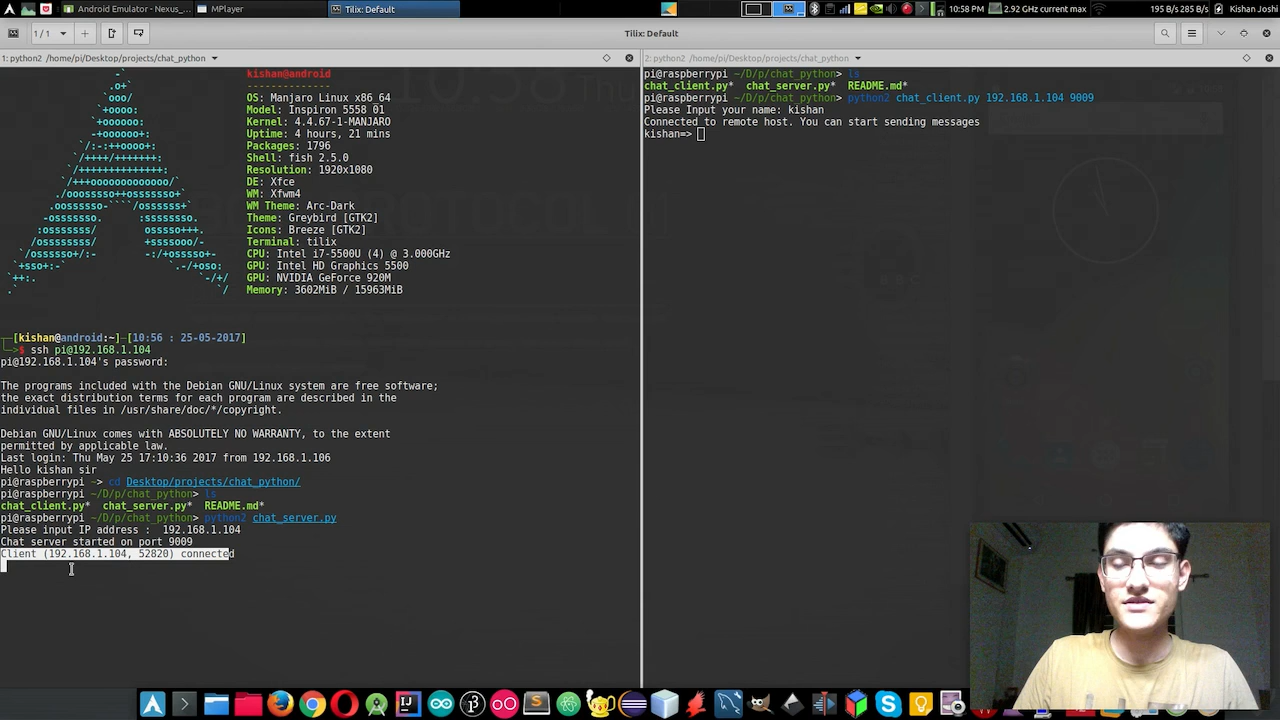 Android Emulator - Nexus_...
MPlayer
Tilix: Default
10:58 PM
2.92 GHz current max
195 B/s 285 B/s
Kishan Joshi
1 / 1
Tilix: Default
1: python2 /home/pi/Desktop/projects/chat_python
2: python2 /home/pi/Desktop/projects/chat_python
kishan@android
--------------
OS: Manjaro Linux x86_64
Model: Inspiron 5558 01
Kernel: 4.4.67-1-MANJARO
Uptime: 4 hours, 21 mins
Packages: 1796
Shell: fish 2.5.0
Resolution: 1920x1080
DE: Xfce
WM: Xfwm4
WM Theme: Arc-Dark
Theme: Greybird [GTK2]
Icons: Breeze [GTK2]
Terminal: tilix
CPU: Intel i7-5500U (4) @ 3.000GHz
GPU: Intel HD Graphics 5500
GPU: NVIDIA GeForce 920M
Memory: 3602MiB / 15963MiB
[kishan@android:~]-[10:56 : 25-05-2017]
$ ssh pi@192.168.1.104
pi@192.168.1.104's password:
The programs included with the Debian GNU/Linux system are free software;
the exact distribution terms for each program are described in the
individual files in /usr/share/doc/*/copyright.
Debian GNU/Linux comes with ABSOLUTELY NO WARRANTY, to the extent
permitted by applicable law.
Last login: Thu May 25 17:10:36 2017 from 192.168.1.106
Hello kishan sir
pi@raspberrypi ~> cd Desktop/projects/chat_python/
pi@raspberrypi ~/D/p/chat_python> ls
chat_client.py* chat_server.py* README.md*
pi@raspberrypi ~/D/p/chat_python> python2 chat_server.py
Please input IP address : 192.168.1.104
Chat server started on port 9009
Client (192.168.1.104, 52820) connected
pi@raspberrypi ~/D/p/chat_python> ls
chat_client.py* chat_server.py* README.md*
pi@raspberrypi ~/D/p/chat_python> python2 chat_client.py 192.168.1.104 9009
Please Input your name: kishan
Connected to remote host. You can start sending messages
kishan=>